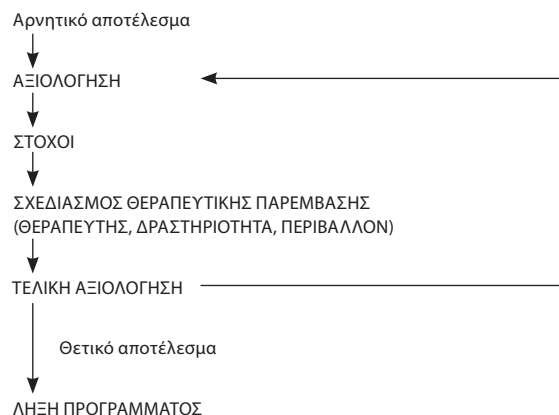 Αρνητικό αποτέλεσμα
ΑΞΙΟΛΟΓΗΣΗ
ΣΤΟΧΟΙ
ΣΧΕΔΙΑΣΜΟΣ ΘΕΡΑΠΕΥΤΙΚΗΣ ΠΑΡΕΜΒΑΣΗΣ
(ΘΕΡΑΠΕΥΤΗΣ, ΔΡΑΣΤΗΡΙΟΤΗΤΑ, ΠΕΡΙΒΑΛΛΟΝ)
ΤΕΛΙΚΗ ΑΞΙΟΛΟΓΗΣΗ
Θετικό αποτέλεσμα
ΛΗΞΗ ΠΡΟΓΡΑΜΜΑΤΟΣ